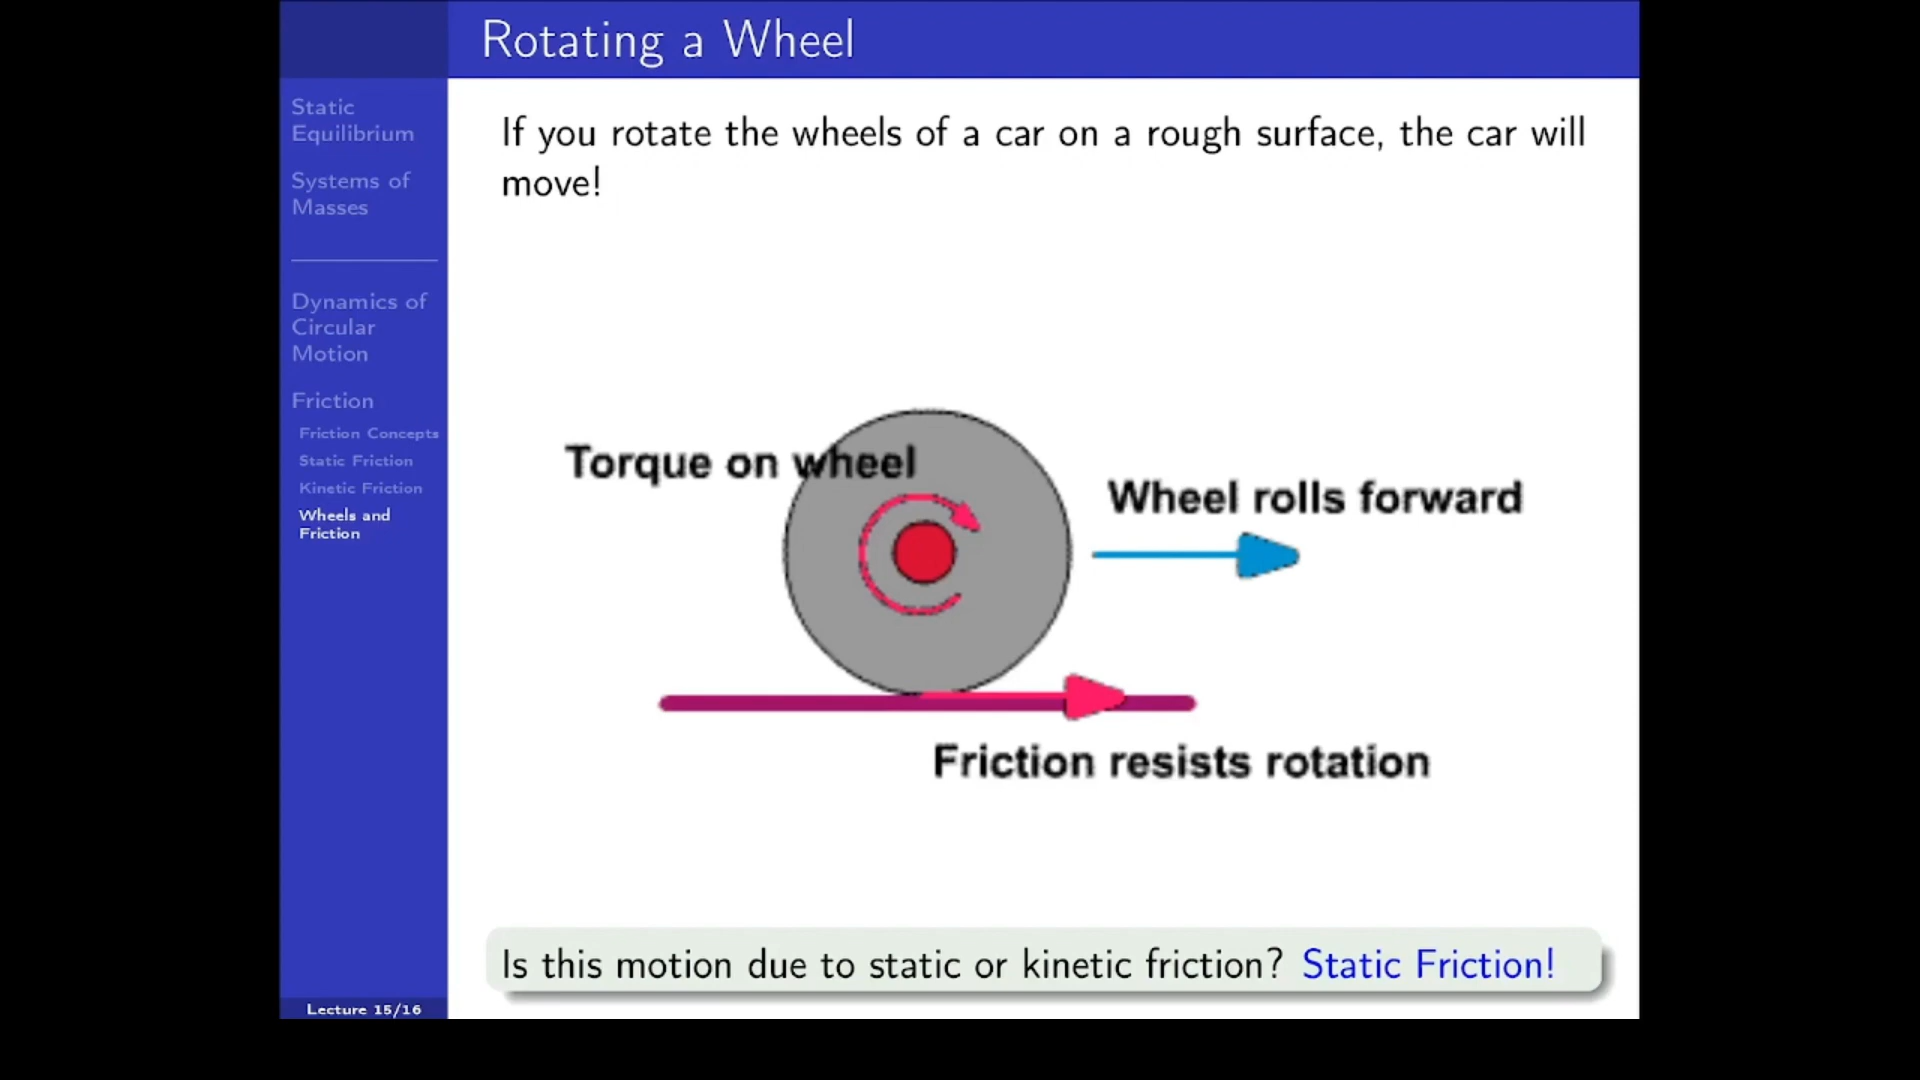 Rotating a Wheel
Static
Equilibrium
Systems of
Masses
Dynamics of
Circular
Motion
Friction
Friction Concepts
Static Friction
Kinetic Friction
Wheels and
Friction
Lecture 15/16
If you rotate the wheels of a car on a rough surface, the car will
move!
Torque on wheel
Wheel rolls forward
Friction resists rotation
Is this motion due to static or kinetic friction? Static Friction!